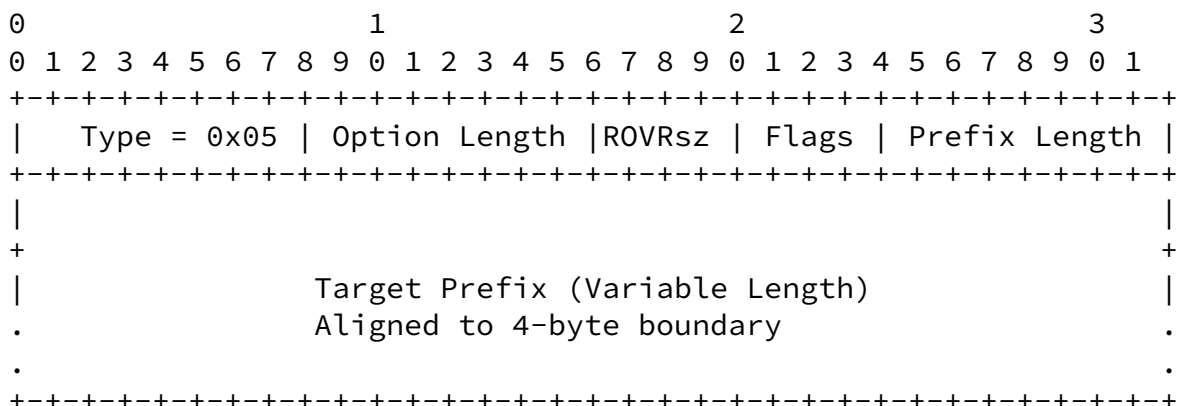 0                   1                   2                   3
0 1 2 3 4 5 6 7 8 9 0 1 2 3 4 5 6 7 8 9 0 1 2 3 4 5 6 7 8 9 0 1
+-+-+-+-+-+-+-+-+-+-+-+-+-+-+-+-+-+-+-+-+-+-+-+-+-+-+-+-+-+-+-+-+
|   Type = 0x05 | Option Length |ROVRsz | Flags | Prefix Length |
+-+-+-+-+-+-+-+-+-+-+-+-+-+-+-+-+-+-+-+-+-+-+-+-+-+-+-+-+-+-+-+-+
|                                                               |
+                                                               +
|                Target Prefix (Variable Length)                |
.                Aligned to 4-byte boundary                     .
.                                                               .
+-+-+-+-+-+-+-+-+-+-+-+-+-+-+-+-+-+-+-+-+-+-+-+-+-+-+-+-+-+-+-+-+